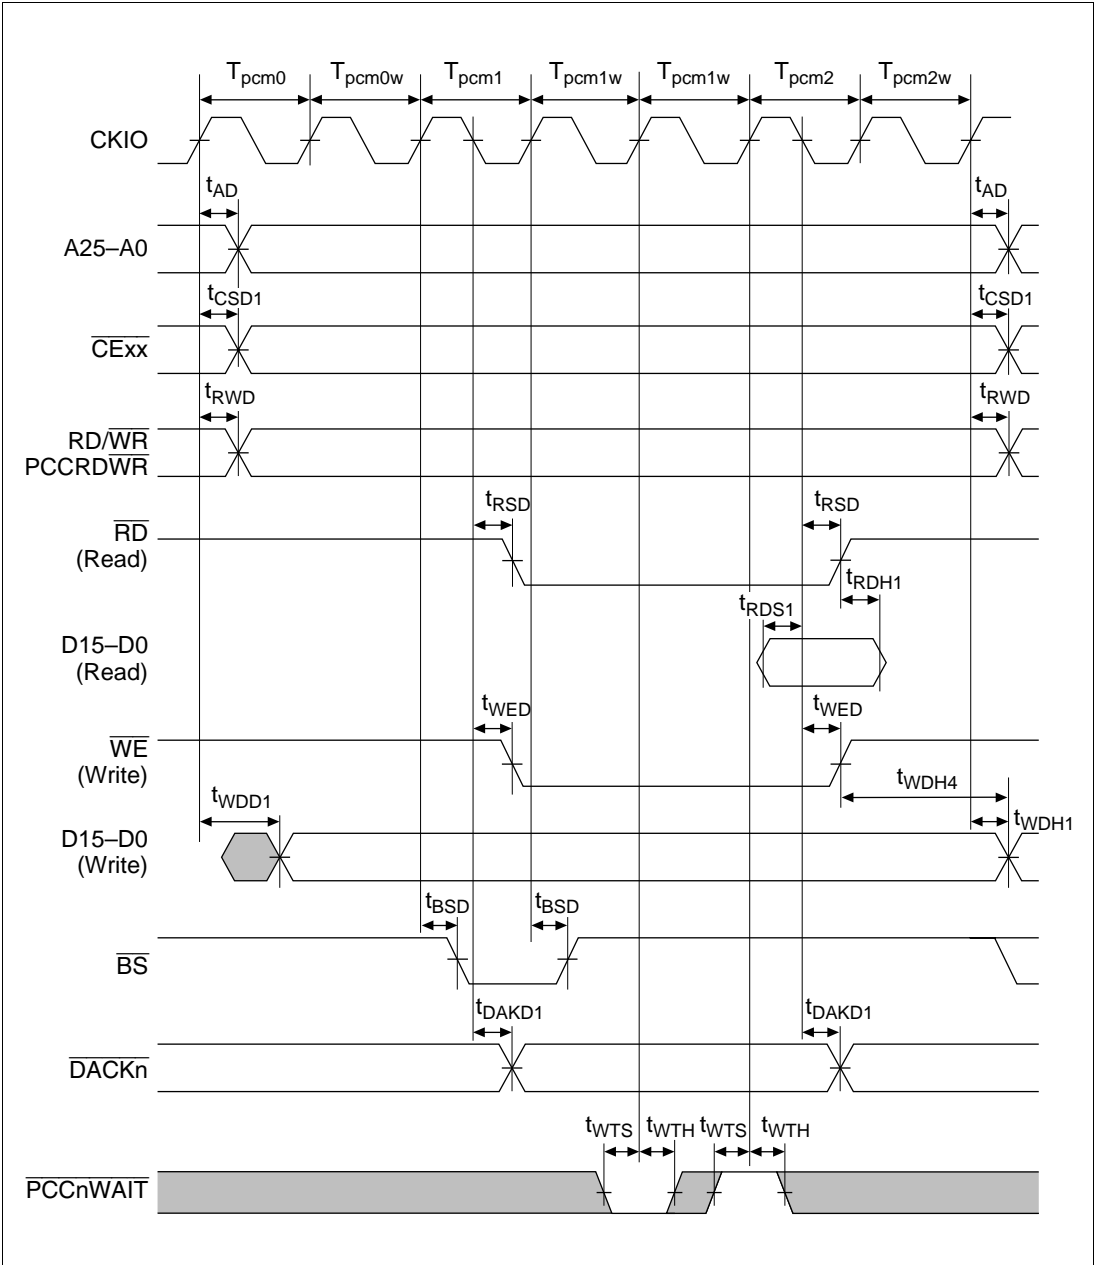 Tpcm0 Tpcm0w Tpcm1 Tpcm1w Tpcm1w Tpcm2 Tpcm2w
CKIO
tAD tAD
A25–A0
tCSD1 tCSD1
CExx
tRWD tRWD
RD/WR
PCCRDWR
tRSD tRSD
RD
(Read)
tRDH1
tRDS1
D15–D0
(Read)
tWED tWED
WE
(Write)
tWDH4
tWDD1
tWDH1
D15–D0
(Write)
tBSD tBSD
BS
tDAKD1 tDAKD1
DACKn
tWTS tWTH tWTS tWTH
PCCnWAIT